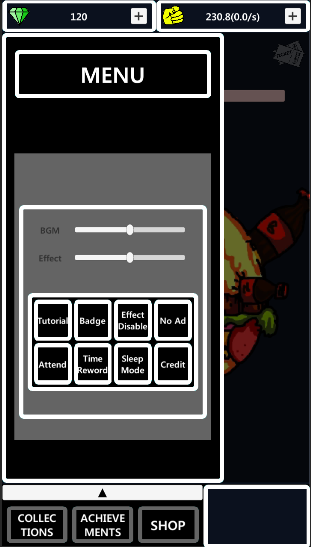 120 +
230.8(0.0/s) +
MENU
BGM
Effect
Tutorial Badge Effect Disable No Ad
Attend Time Reword Sleep Mode Credit
▲
COLLEC TIONS ACHIEVE MENTS SHOP